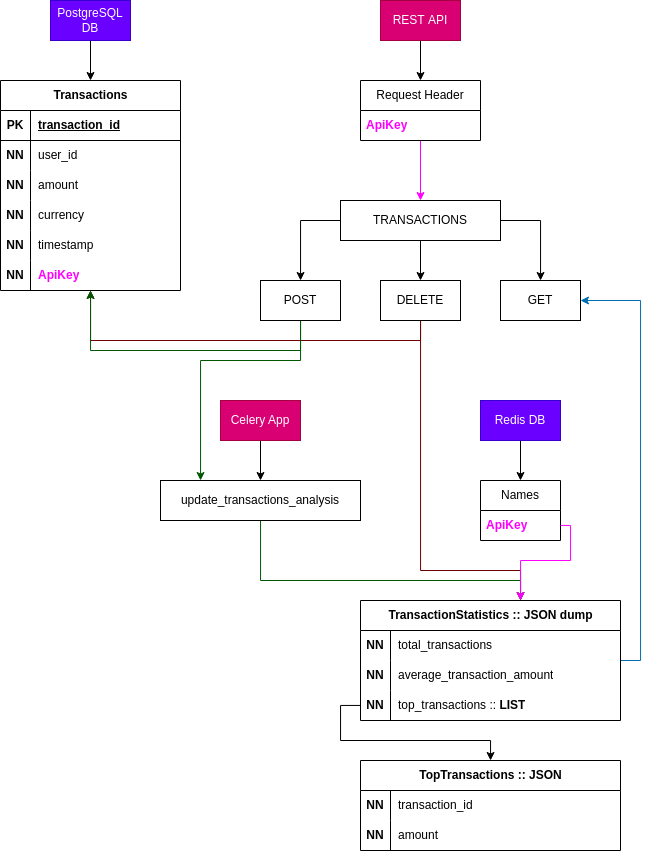 PostgreSQL
DB
REST API
Transactions
PK transaction_id
NN user_id
NN amount
NN currency
NN timestamp
NN ApiKey
Request Header
ApiKey
TRANSACTIONS
POST
DELETE
GET
Celery App
update_transactions_analysis
Redis DB
Names
ApiKey
TransactionStatistics :: JSON dump
NN total_transactions
NN average_transaction_amount
NN top_transactions :: LIST
TopTransactions :: JSON
NN transaction_id
NN amount